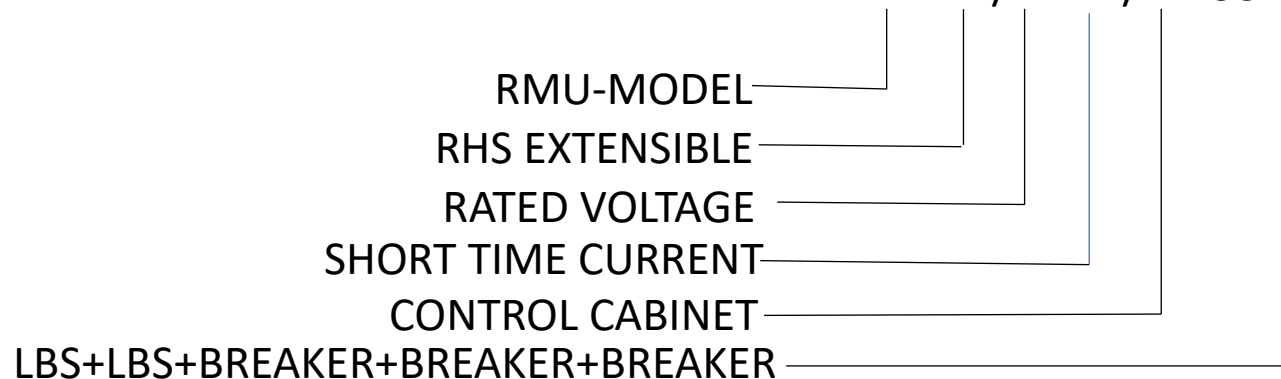 RMU-MODEL
RHS EXTENSIBLE
RATED VOLTAGE
SHORT TIME CURRENT
CONTROL CABINET
LBS+LBS+BREAKER+BREAKER+BREAKER